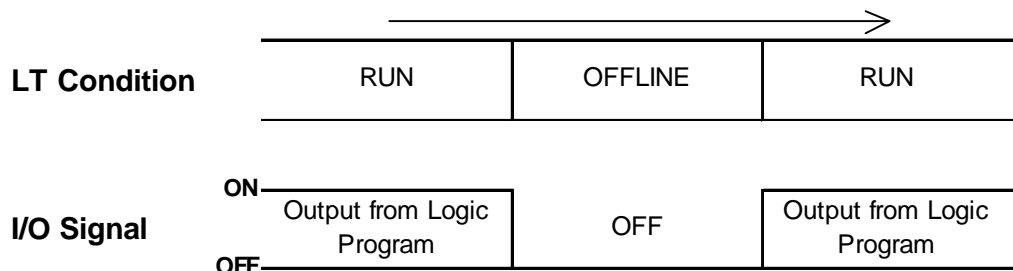 LT Condition
RUN
OFFLINE
RUN
ON
I/O Signal
Output from Logic
Program
OFF
Output from Logic
Program
OFF